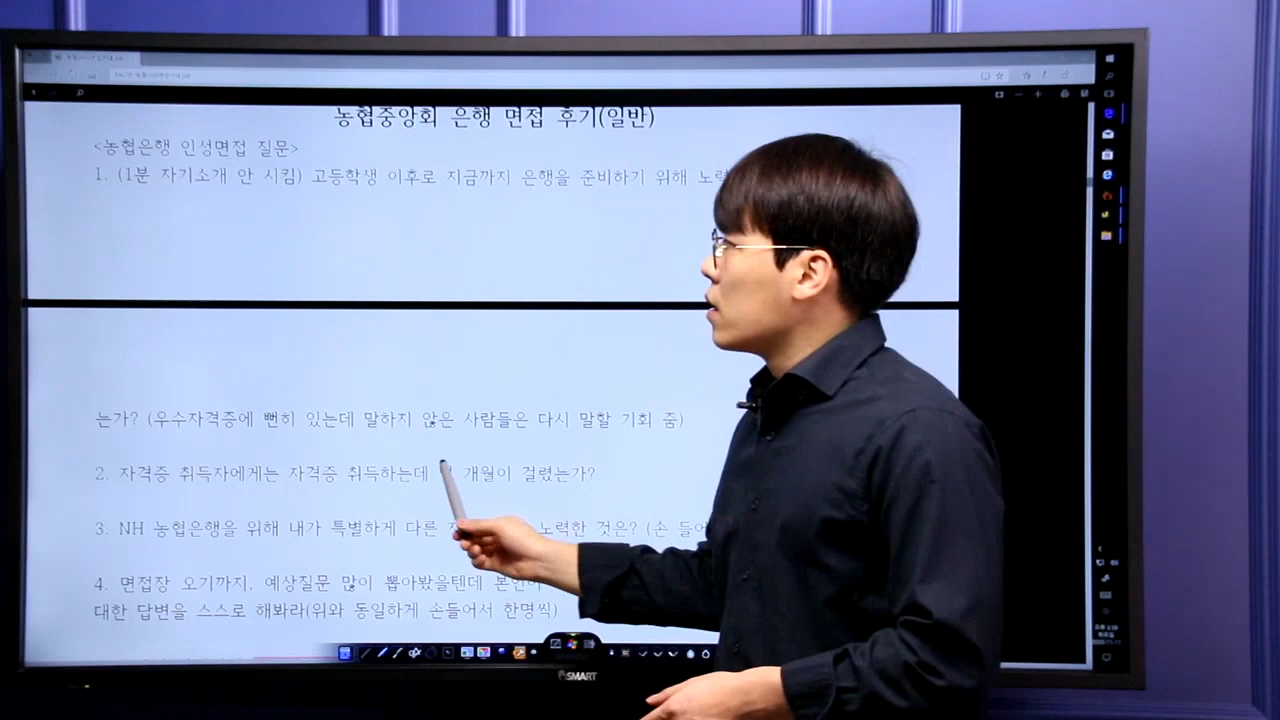 농협중앙회 은행 면접 후기(일반)
<농협은행 인성면접 질문>
1. (1분 자기소개 안 시킴) 고등학생 이후로 지금까지 은행을 준비하기 위해 노력
는가? (우수자격증에 뻔히 있는데 말하지 않은 사람들은 다시 말할 기회 줌)
2. 자격증 취득자에게는 자격증 취득하는데 개월이 걸렸는가?
3. NH 농협은행을 위해 내가 특별하게 다른 노력한 것은? (손 들어
4. 면접장 오기까지, 예상질문 많이 뽑아봤을텐데 본인이
대한 답변을 스스로 해봐라(위와 동일하게 손들어서 한명씩)
SMART